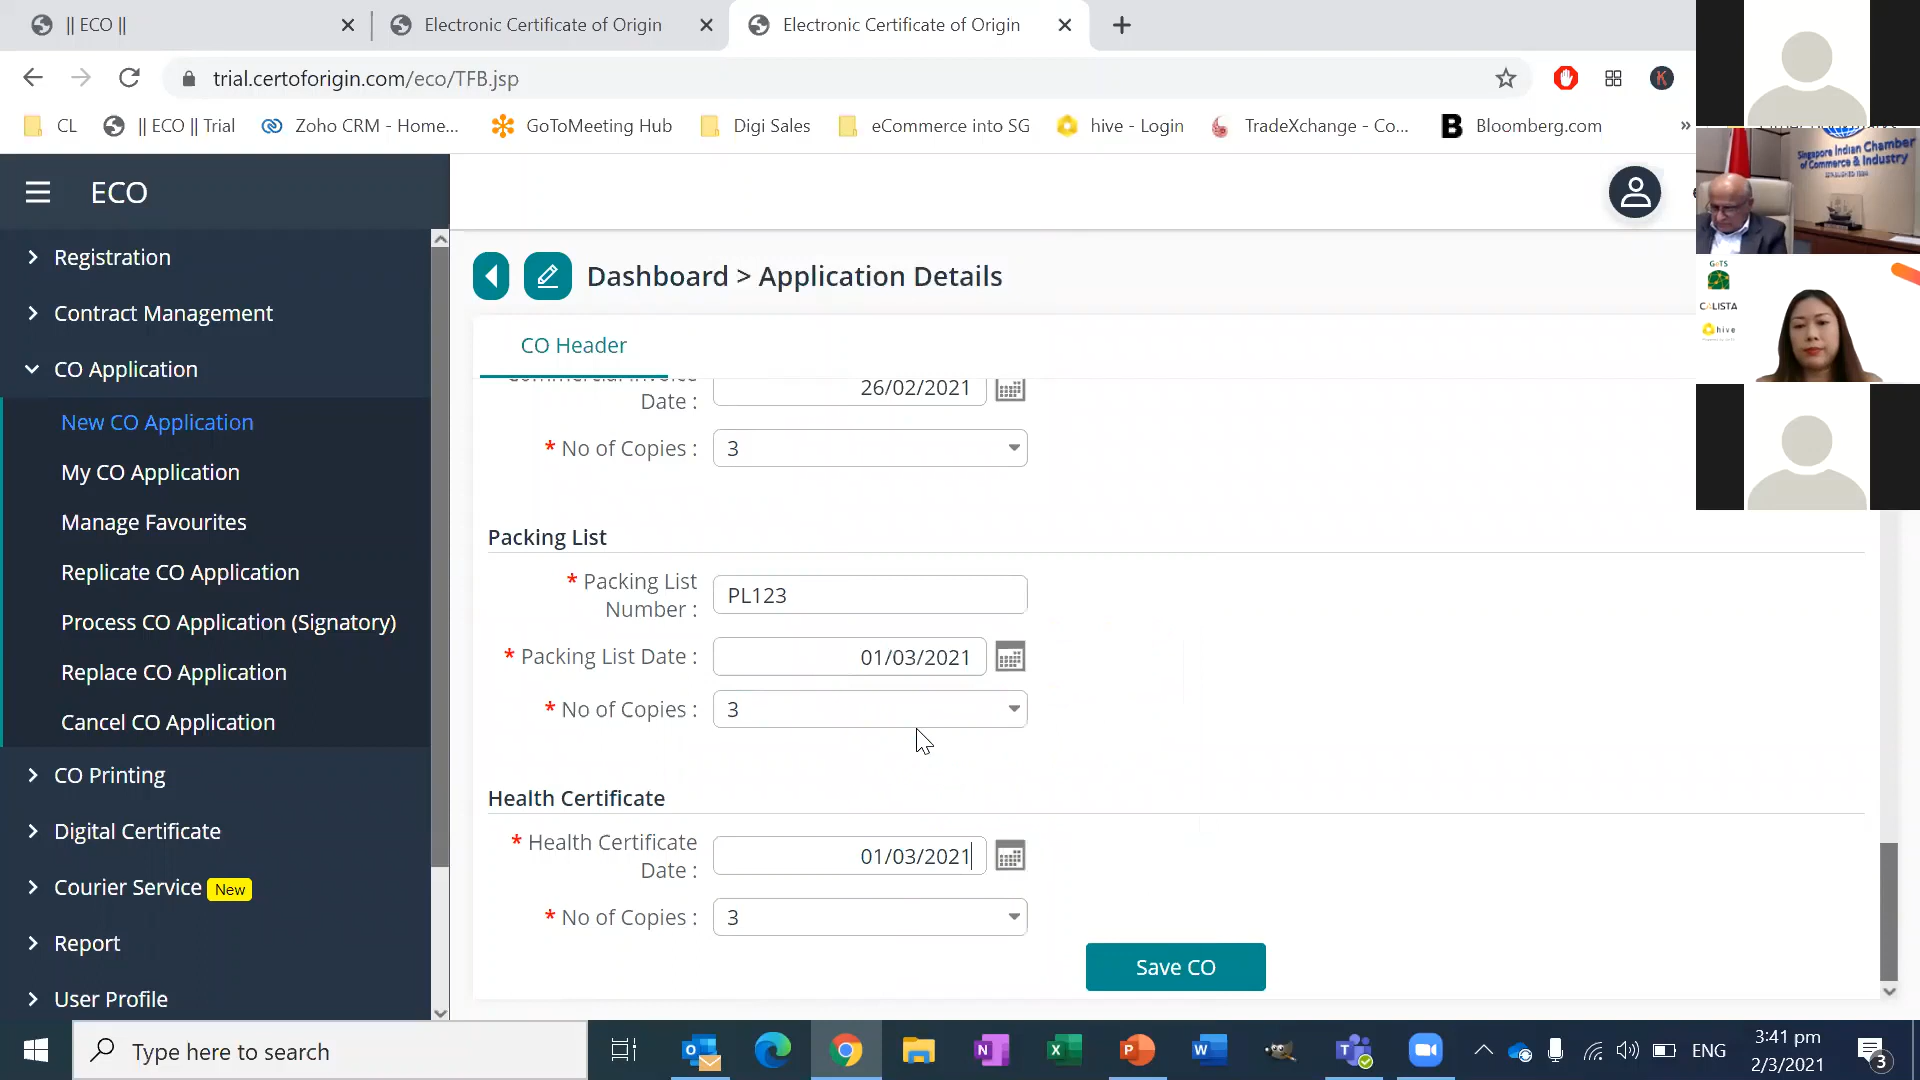 || ECO ||
Electronic Certificate of Origin
Electronic Certificate of Origin
trial.certoforigin.com/eco/TFB.jsp
K
CL
|| ECO || Trial
Zoho CRM - Home...
GoToMeeting Hub
Digi Sales
eCommerce into SG
hive - Login
TradeXchange - Co...
B Bloomberg.com
»
Singapore Indian Chamber
of Commerce & Industry
GeTS
CALISTA
hive
ECO
Registration
Contract Management
CO Application
New CO Application
My CO Application
Manage Favourites
Replicate CO Application
Process CO Application (Signatory)
Replace CO Application
Cancel CO Application
CO Printing
Digital Certificate
Courier Service New
Report
User Profile
Dashboard > Application Details
CO Header
Commercial Invoice
Date : 26/02/2021
* No of Copies : 3
Packing List
* Packing List
Number : PL123
* Packing List Date : 01/03/2021
* No of Copies : 3
Health Certificate
* Health Certificate
Date : 01/03/2021
* No of Copies : 3
Save CO
Type here to search
ENG
3:41 pm
2/3/2021
3